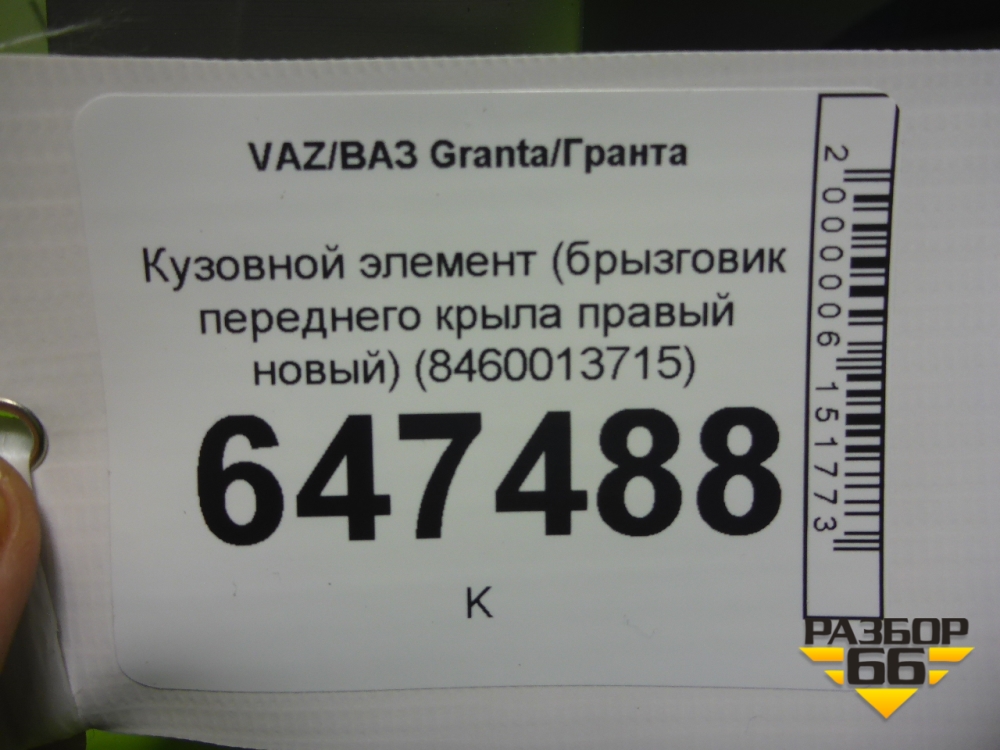 VAZ/ВАЗ Granta/Гранта
Кузовной элемент (брызговик
переднего крыла правый
новый) (8460013715)
647488
К
2000006151773
РАЗБОР
66